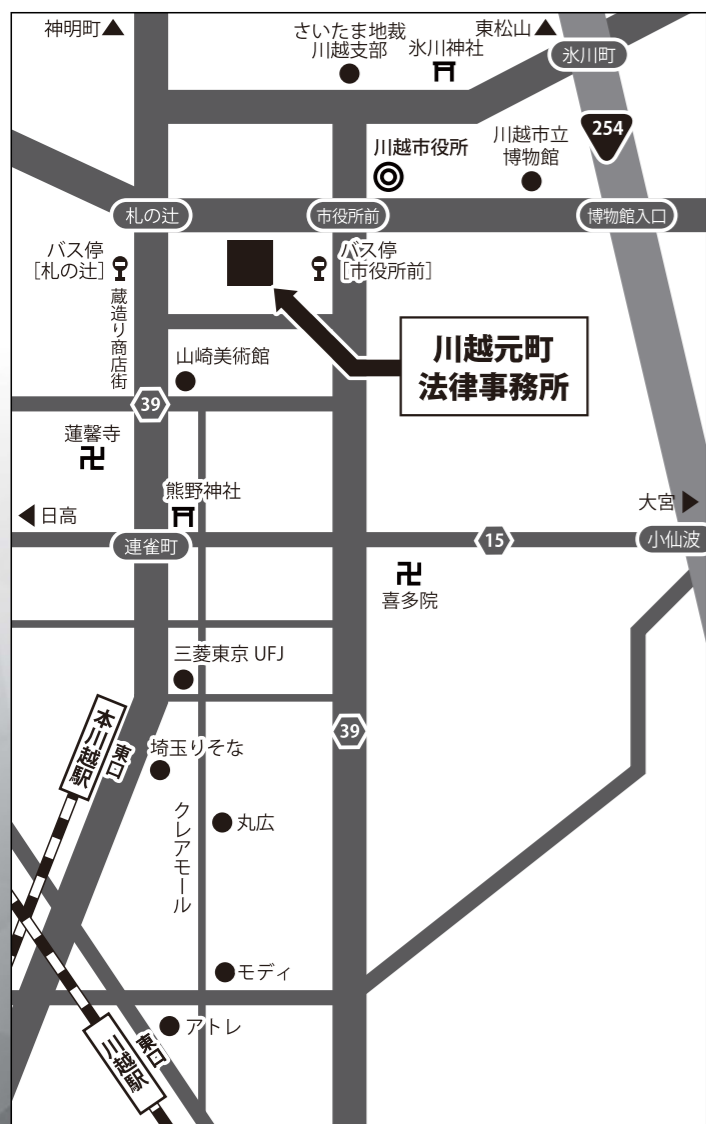 神明町
さいたま地裁
川越支部
氷川神社
東松山
氷川町
254
川越市役所
川越市立
博物館
札の辻
市役所前
博物館入口
バス停
[札の辻]
バス停
[市役所前]
蔵造り商店街
川越元町
法律事務所
山崎美術館
39
蓮馨寺
熊野神社
日高
大宮
連雀町
15
小仙波
喜多院
三菱東京 UFJ
本川越駅
東口
39
埼玉りそな
クレアモール
丸広
モディ
アトレ
川越駅
東口